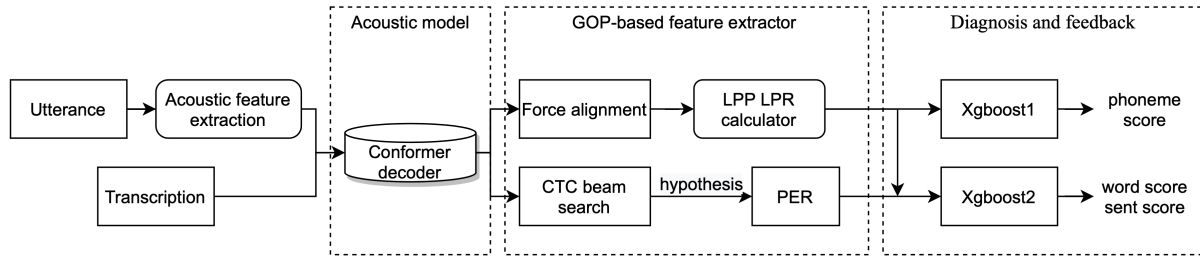 Acoustic model
GOP-based feature extractor
Diagnosis and feedback
Utterance
Acoustic feature
extraction
Transcription
Conformer
decoder
Force alignment
LPP LPR
calculator
CTC beam
search
hypothesis
PER
Xgboost1
phoneme
score
Xgboost2
word score
sent score